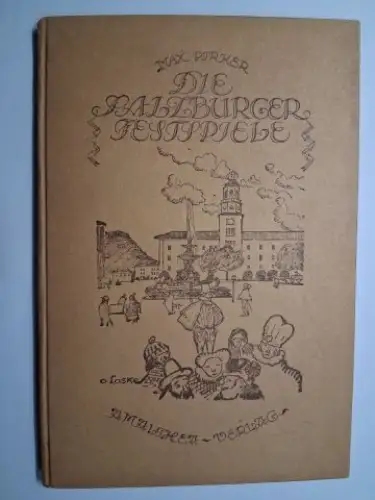 MAX PIRKER
DIE
SALZBURGER
FESTSPIELE
AMALTHEA-VERLAG